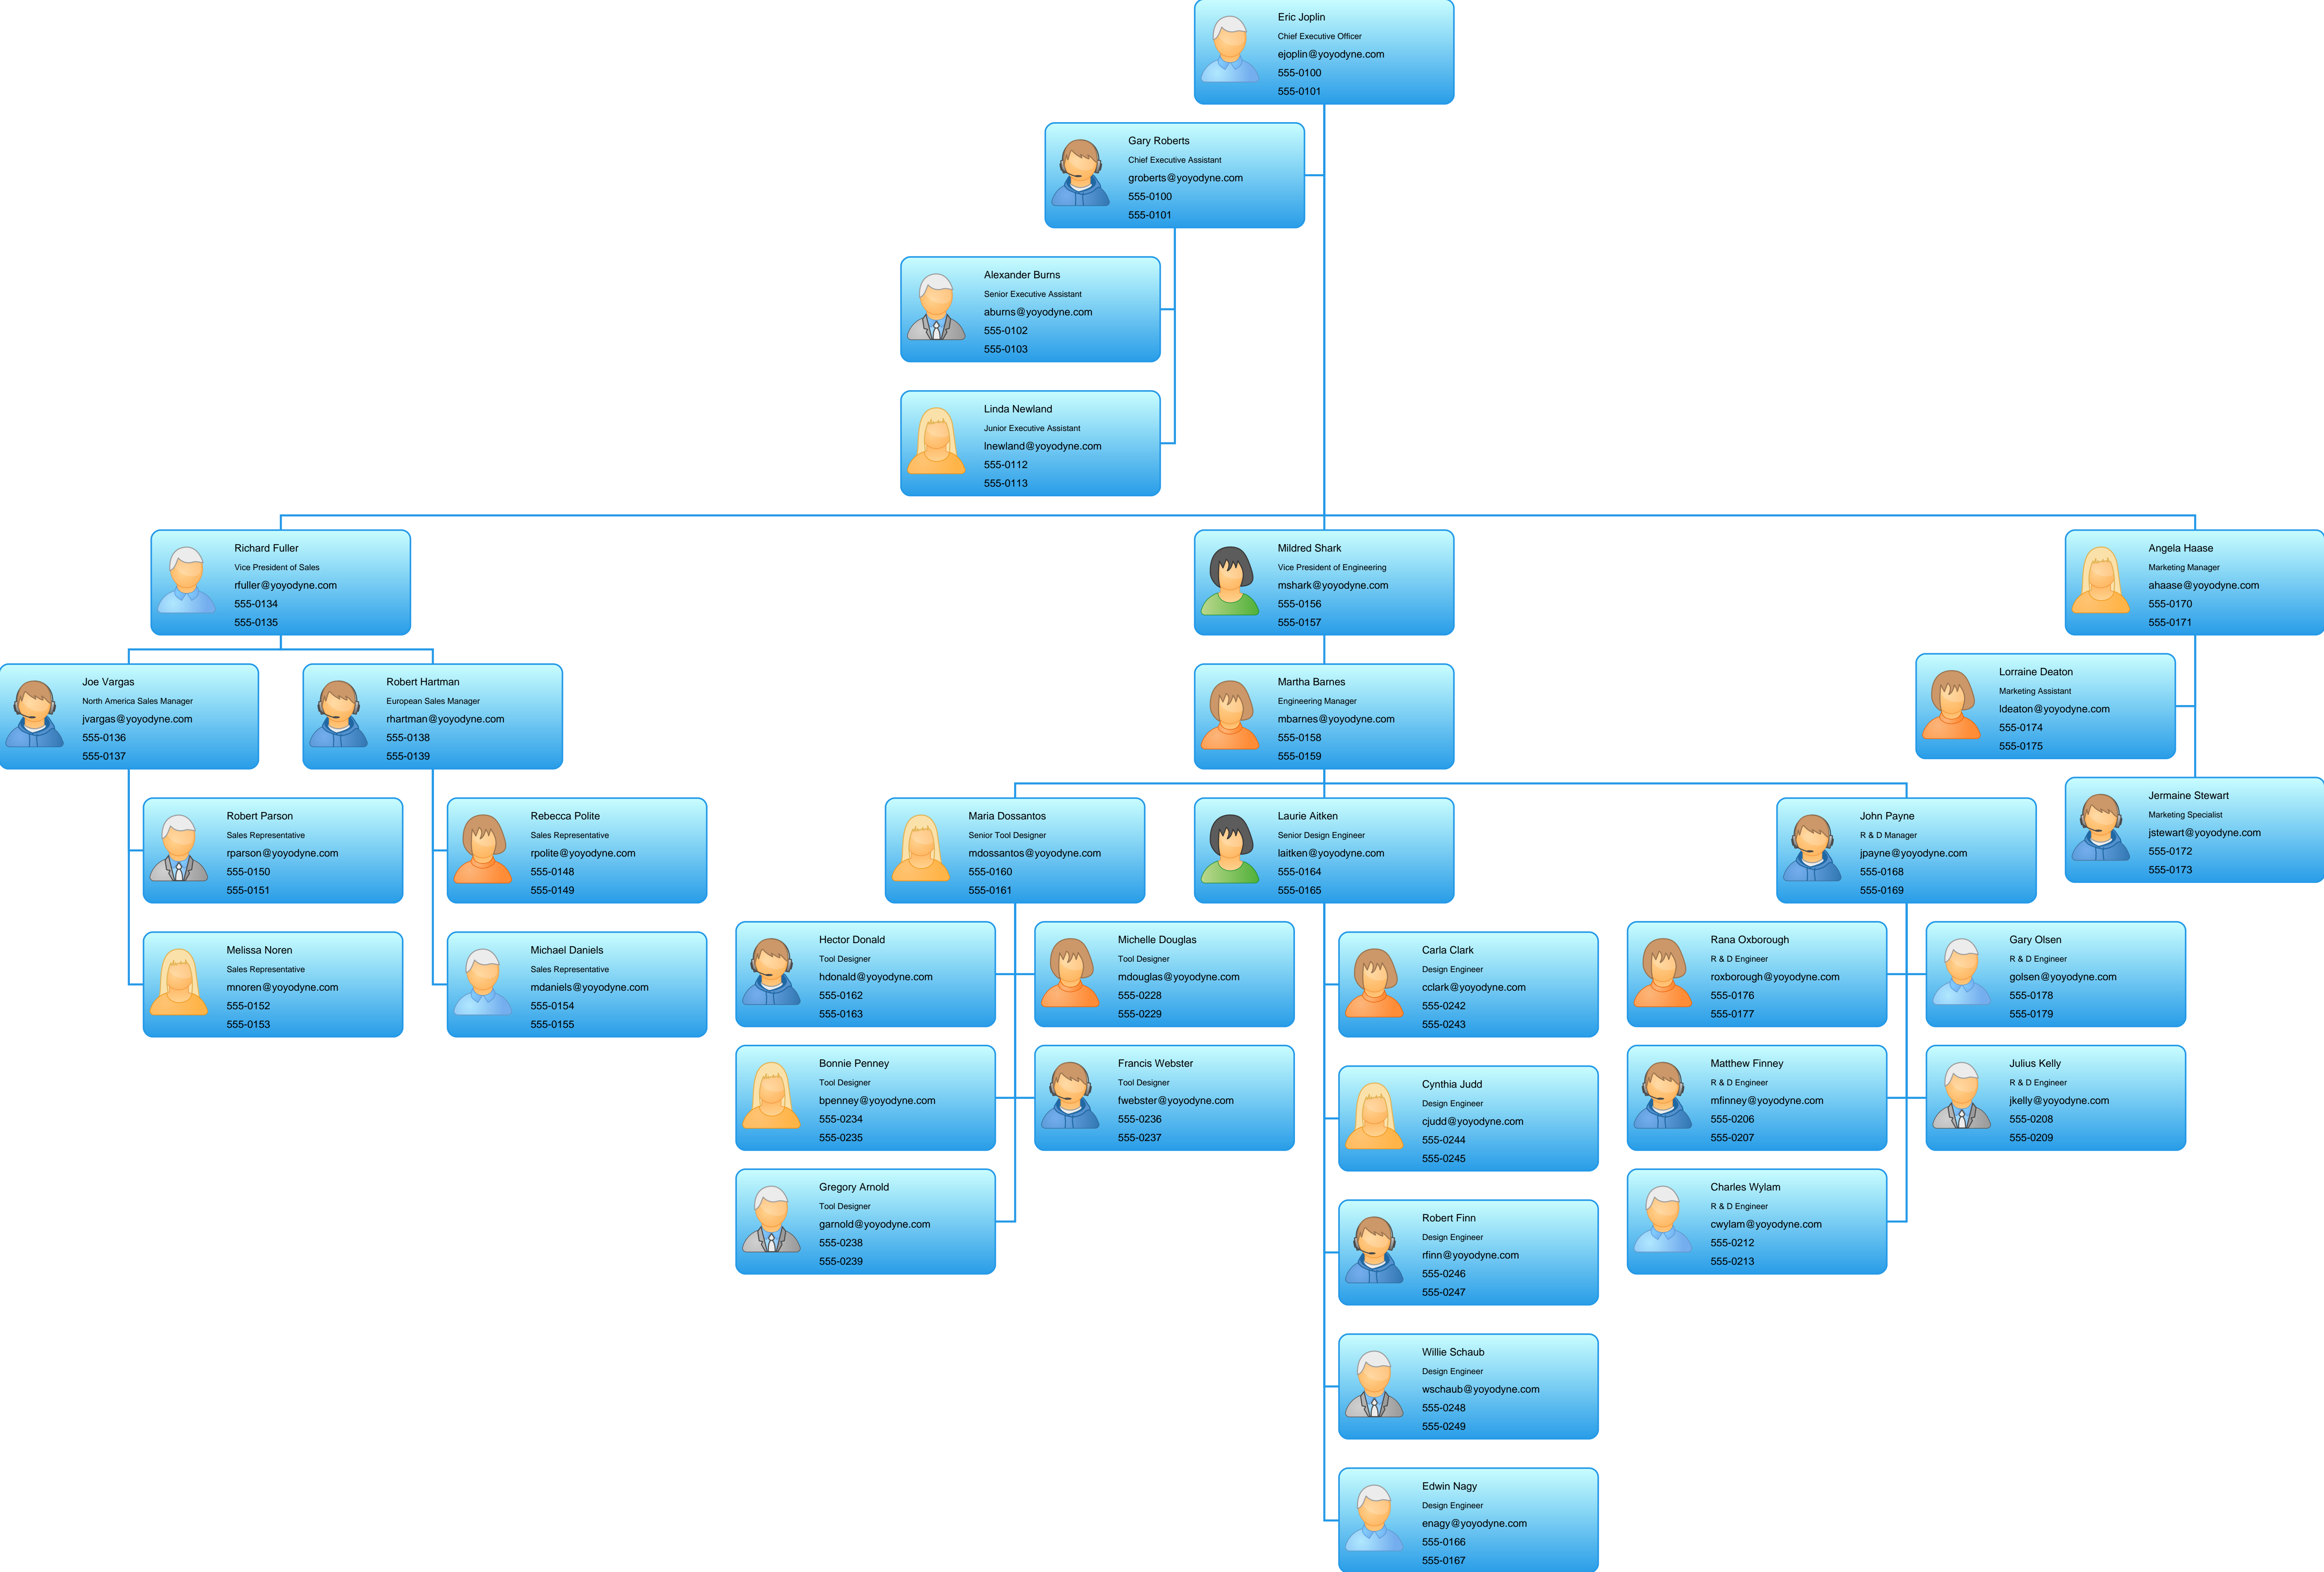 Eric Joplin
Chief Executive Officer
ejoplin@yoyodyne.com
555-0100
555-0101
Gary Roberts
Chief Executive Assistant
groberts@yoyodyne.com
555-0100
555-0101
Alexander Burns
Senior Executive Assistant
aburns@yoyodyne.com
555-0102
555-0103
Linda Newland
Junior Executive Assistant
lnewland@yoyodyne.com
555-0112
555-0113
Richard Fuller
Vice President of Sales
rfuller@yoyodyne.com
555-0134
555-0135
Mildred Shark
Vice President of Engineering
mshark@yoyodyne.com
555-0156
555-0157
Angela Haase
Marketing Manager
ahaase@yoyodyne.com
555-0170
555-0171
Joe Vargas
North America Sales Manager
jvargas@yoyodyne.com
555-0136
555-0137
Robert Hartman
European Sales Manager
rhartman@yoyodyne.com
555-0138
555-0139
Martha Barnes
Engineering Manager
mbarnes@yoyodyne.com
555-0158
555-0159
Lorraine Deaton
Marketing Assistant
ldeaton@yoyodyne.com
555-0174
555-0175
Jermaine Stewart
Marketing Specialist
jstewart@yoyodyne.com
555-0172
555-0173
Robert Parson
Sales Representative
rparson@yoyodyne.com
555-0150
555-0151
Rebecca Polite
Sales Representative
rpolite@yoyodyne.com
555-0148
555-0149
Maria Dossantos
Senior Tool Designer
mdossantos@yoyodyne.com
555-0160
555-0161
Laurie Aitken
Senior Design Engineer
laitken@yoyodyne.com
555-0164
555-0165
John Payne
R & D Manager
jpayne@yoyodyne.com
555-0168
555-0169
Melissa Noren
Sales Representative
mnoren@yoyodyne.com
555-0152
555-0153
Michael Daniels
Sales Representative
mdaniels@yoyodyne.com
555-0154
555-0155
Hector Donald
Tool Designer
hdonald@yoyodyne.com
555-0162
555-0163
Michelle Douglas
Tool Designer
mdouglas@yoyodyne.com
555-0228
555-0229
Carla Clark
Design Engineer
cclark@yoyodyne.com
555-0242
555-0243
Rana Oxborough
R & D Engineer
roxborough@yoyodyne.com
555-0176
555-0177
Gary Olsen
R & D Engineer
golsen@yoyodyne.com
555-0178
555-0179
Bonnie Penney
Tool Designer
bpenney@yoyodyne.com
555-0234
555-0235
Francis Webster
Tool Designer
fwebster@yoyodyne.com
555-0236
555-0237
Cynthia Judd
Design Engineer
cjudd@yoyodyne.com
555-0244
555-0245
Matthew Finney
R & D Engineer
mfinney@yoyodyne.com
555-0206
555-0207
Julius Kelly
R & D Engineer
jkelly@yoyodyne.com
555-0208
555-0209
Gregory Arnold
Tool Designer
garnold@yoyodyne.com
555-0238
555-0239
Robert Finn
Design Engineer
rfinn@yoyodyne.com
555-0246
555-0247
Charles Wylam
R & D Engineer
cwylam@yoyodyne.com
555-0212
555-0213
Willie Schaub
Design Engineer
wschaub@yoyodyne.com
555-0248
555-0249
Edwin Nagy
Design Engineer
enagy@yoyodyne.com
555-0166
555-0167